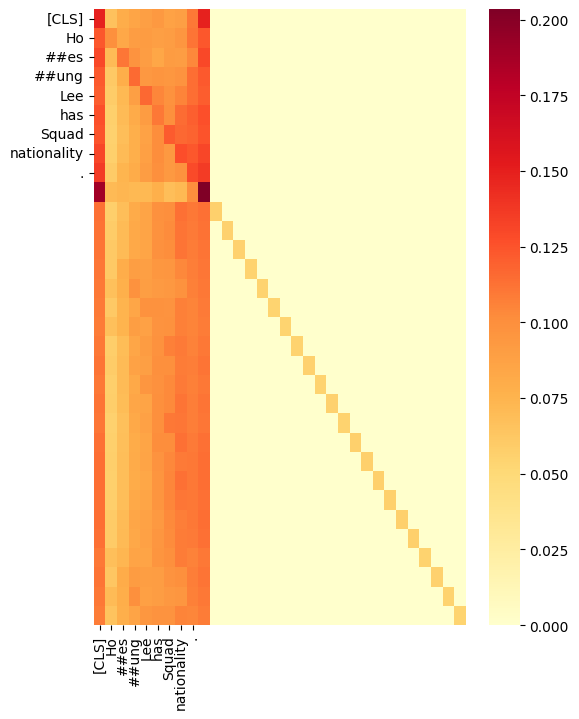 [CLS]
Ho
##es
##ung
Lee
has
Squad
nationality
.
[CLS]
Ho
##es
##ung
Lee
has
Squad
nationality
.
0.200
0.175
0.150
0.125
0.100
0.075
0.050
0.025
0.000